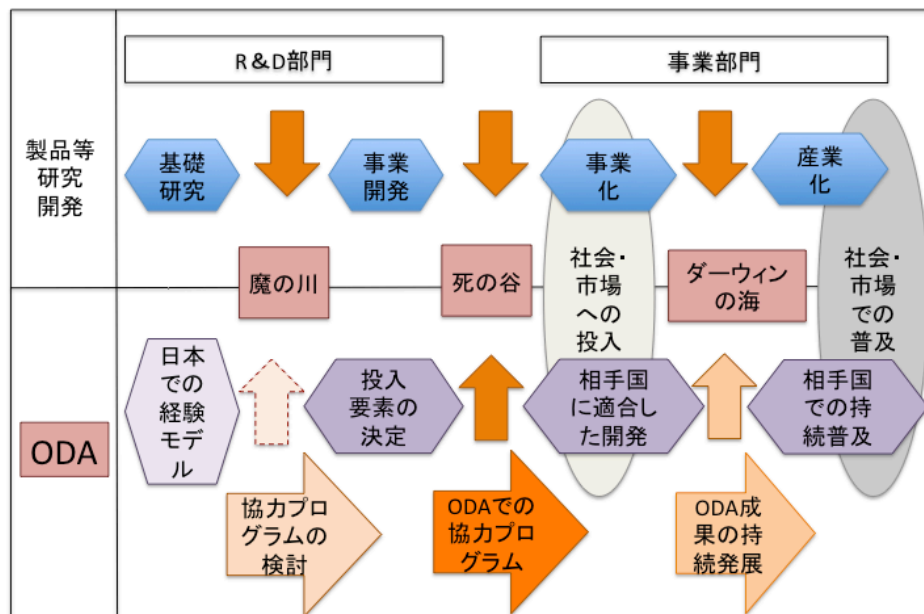 R&D部門
事業部門
製品等
研究
開発
基礎
研究
事業
開発
事業
化
産業
化
魔の川
死の谷
社会・
市場
への
投入
ダーウィン
の海
社会・
市場
での
普及
ODA
日本
での
経験
モデ
ル
投入
要素の
決定
相手国
に適合し
た開発
相手国
での持
続普及
協力プロ
グラムの
検討
ODAでの
協力プロ
グラム
ODA成
果の持
続発展